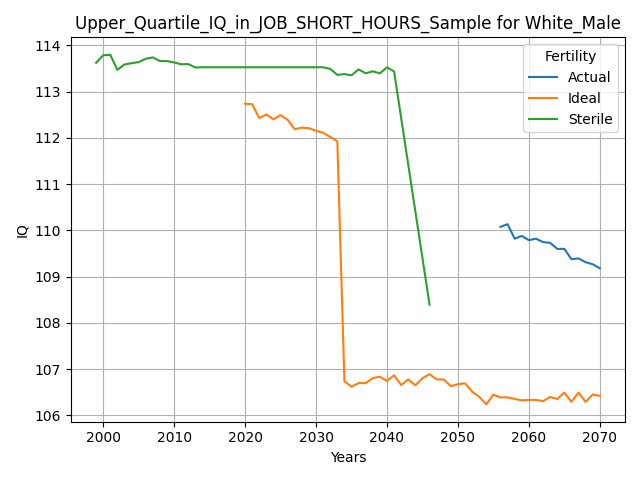 Upper_Quartile_IQ_in_JOB_SHORT_HOURS_Sample for White_Male
114
113
112
111
110
109
108
107
106
IQ
Fertility
Actual
Ideal
Sterile
2000 2010 2020 2030 2040 2050 2060 2070
Years